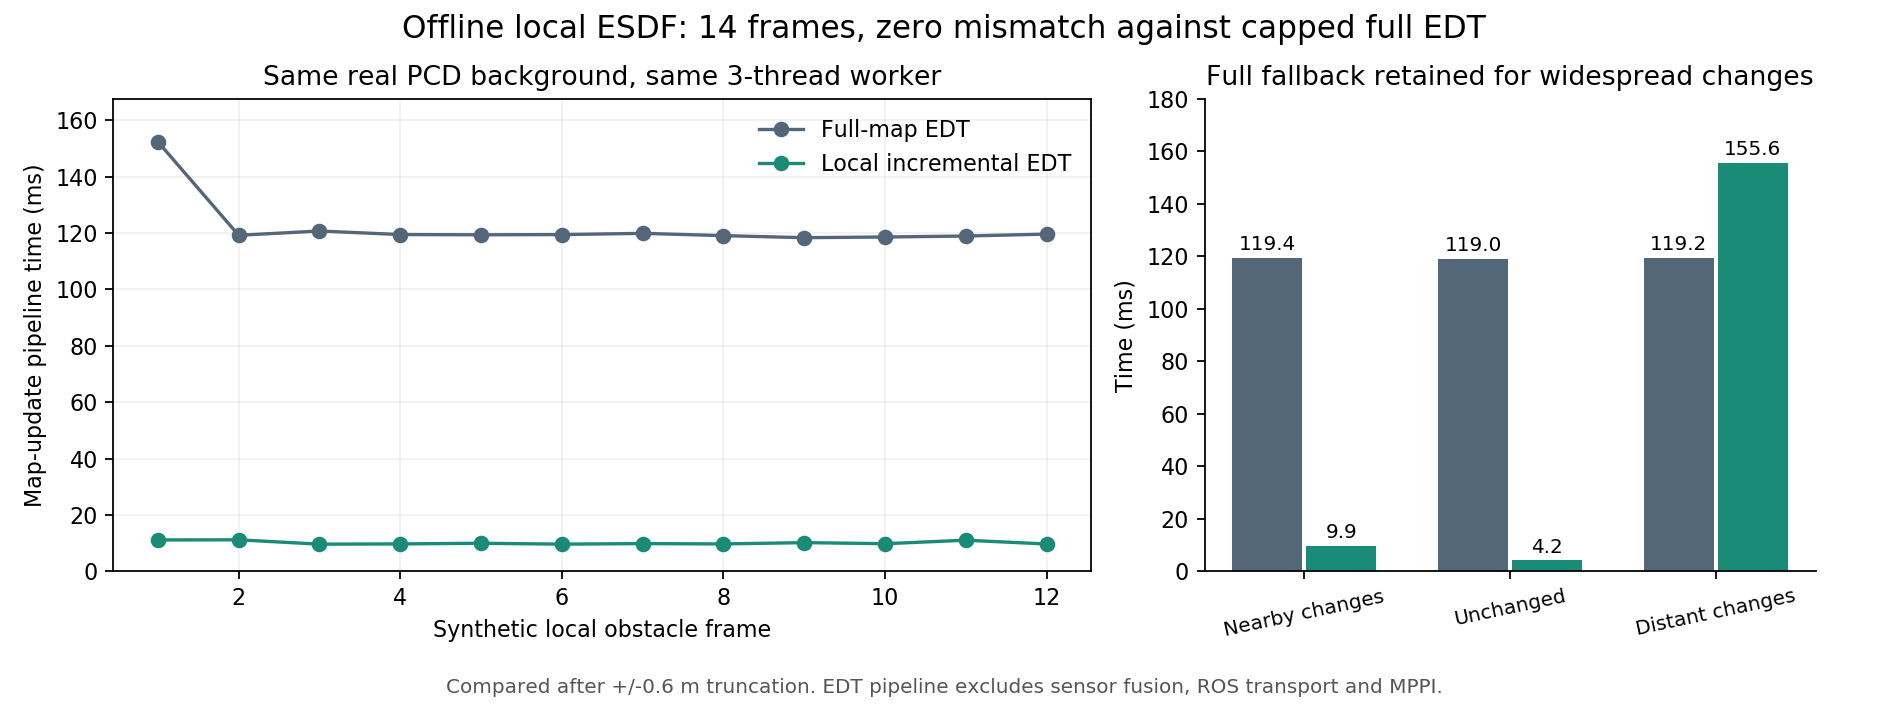 Offline local ESDF: 14 frames, zero mismatch against capped full EDT
Same real PCD background, same 3-thread worker
Map-update pipeline time (ms)
160
140
120
100
80
60
40
20
0
Full-map EDT
Local incremental EDT
2
4
6
8
10
12
Synthetic local obstacle frame
Full fallback retained for widespread changes
Time (ms)
180
160
140
120
100
80
60
40
20
0
119.4
9.9
119.0
4.2
119.2
155.6
Nearby changes
Unchanged
Distant changes
Compared after +/-0.6 m truncation. EDT pipeline excludes sensor fusion, ROS transport and MPPI.